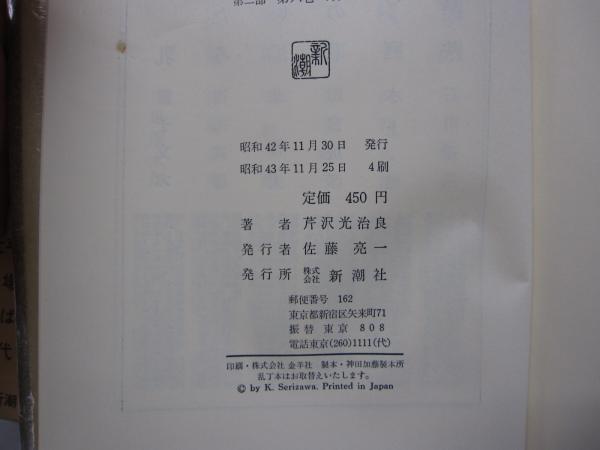 新潮
昭和42年11月30日 発行
昭和43年11月25日 4刷
定価 450円
著者 芹沢光治良
発行者 佐藤亮一
発行所 株式会社 新潮社
郵便番号 162
東京都新宿区矢来町71
振替 東京 808
電話東京(260)1111(代)
印刷・株式会社 金羊社 製本・神田加藤製本所
乱丁本はお取替えいたします。
© by K. Serizawa. Printed in Japan